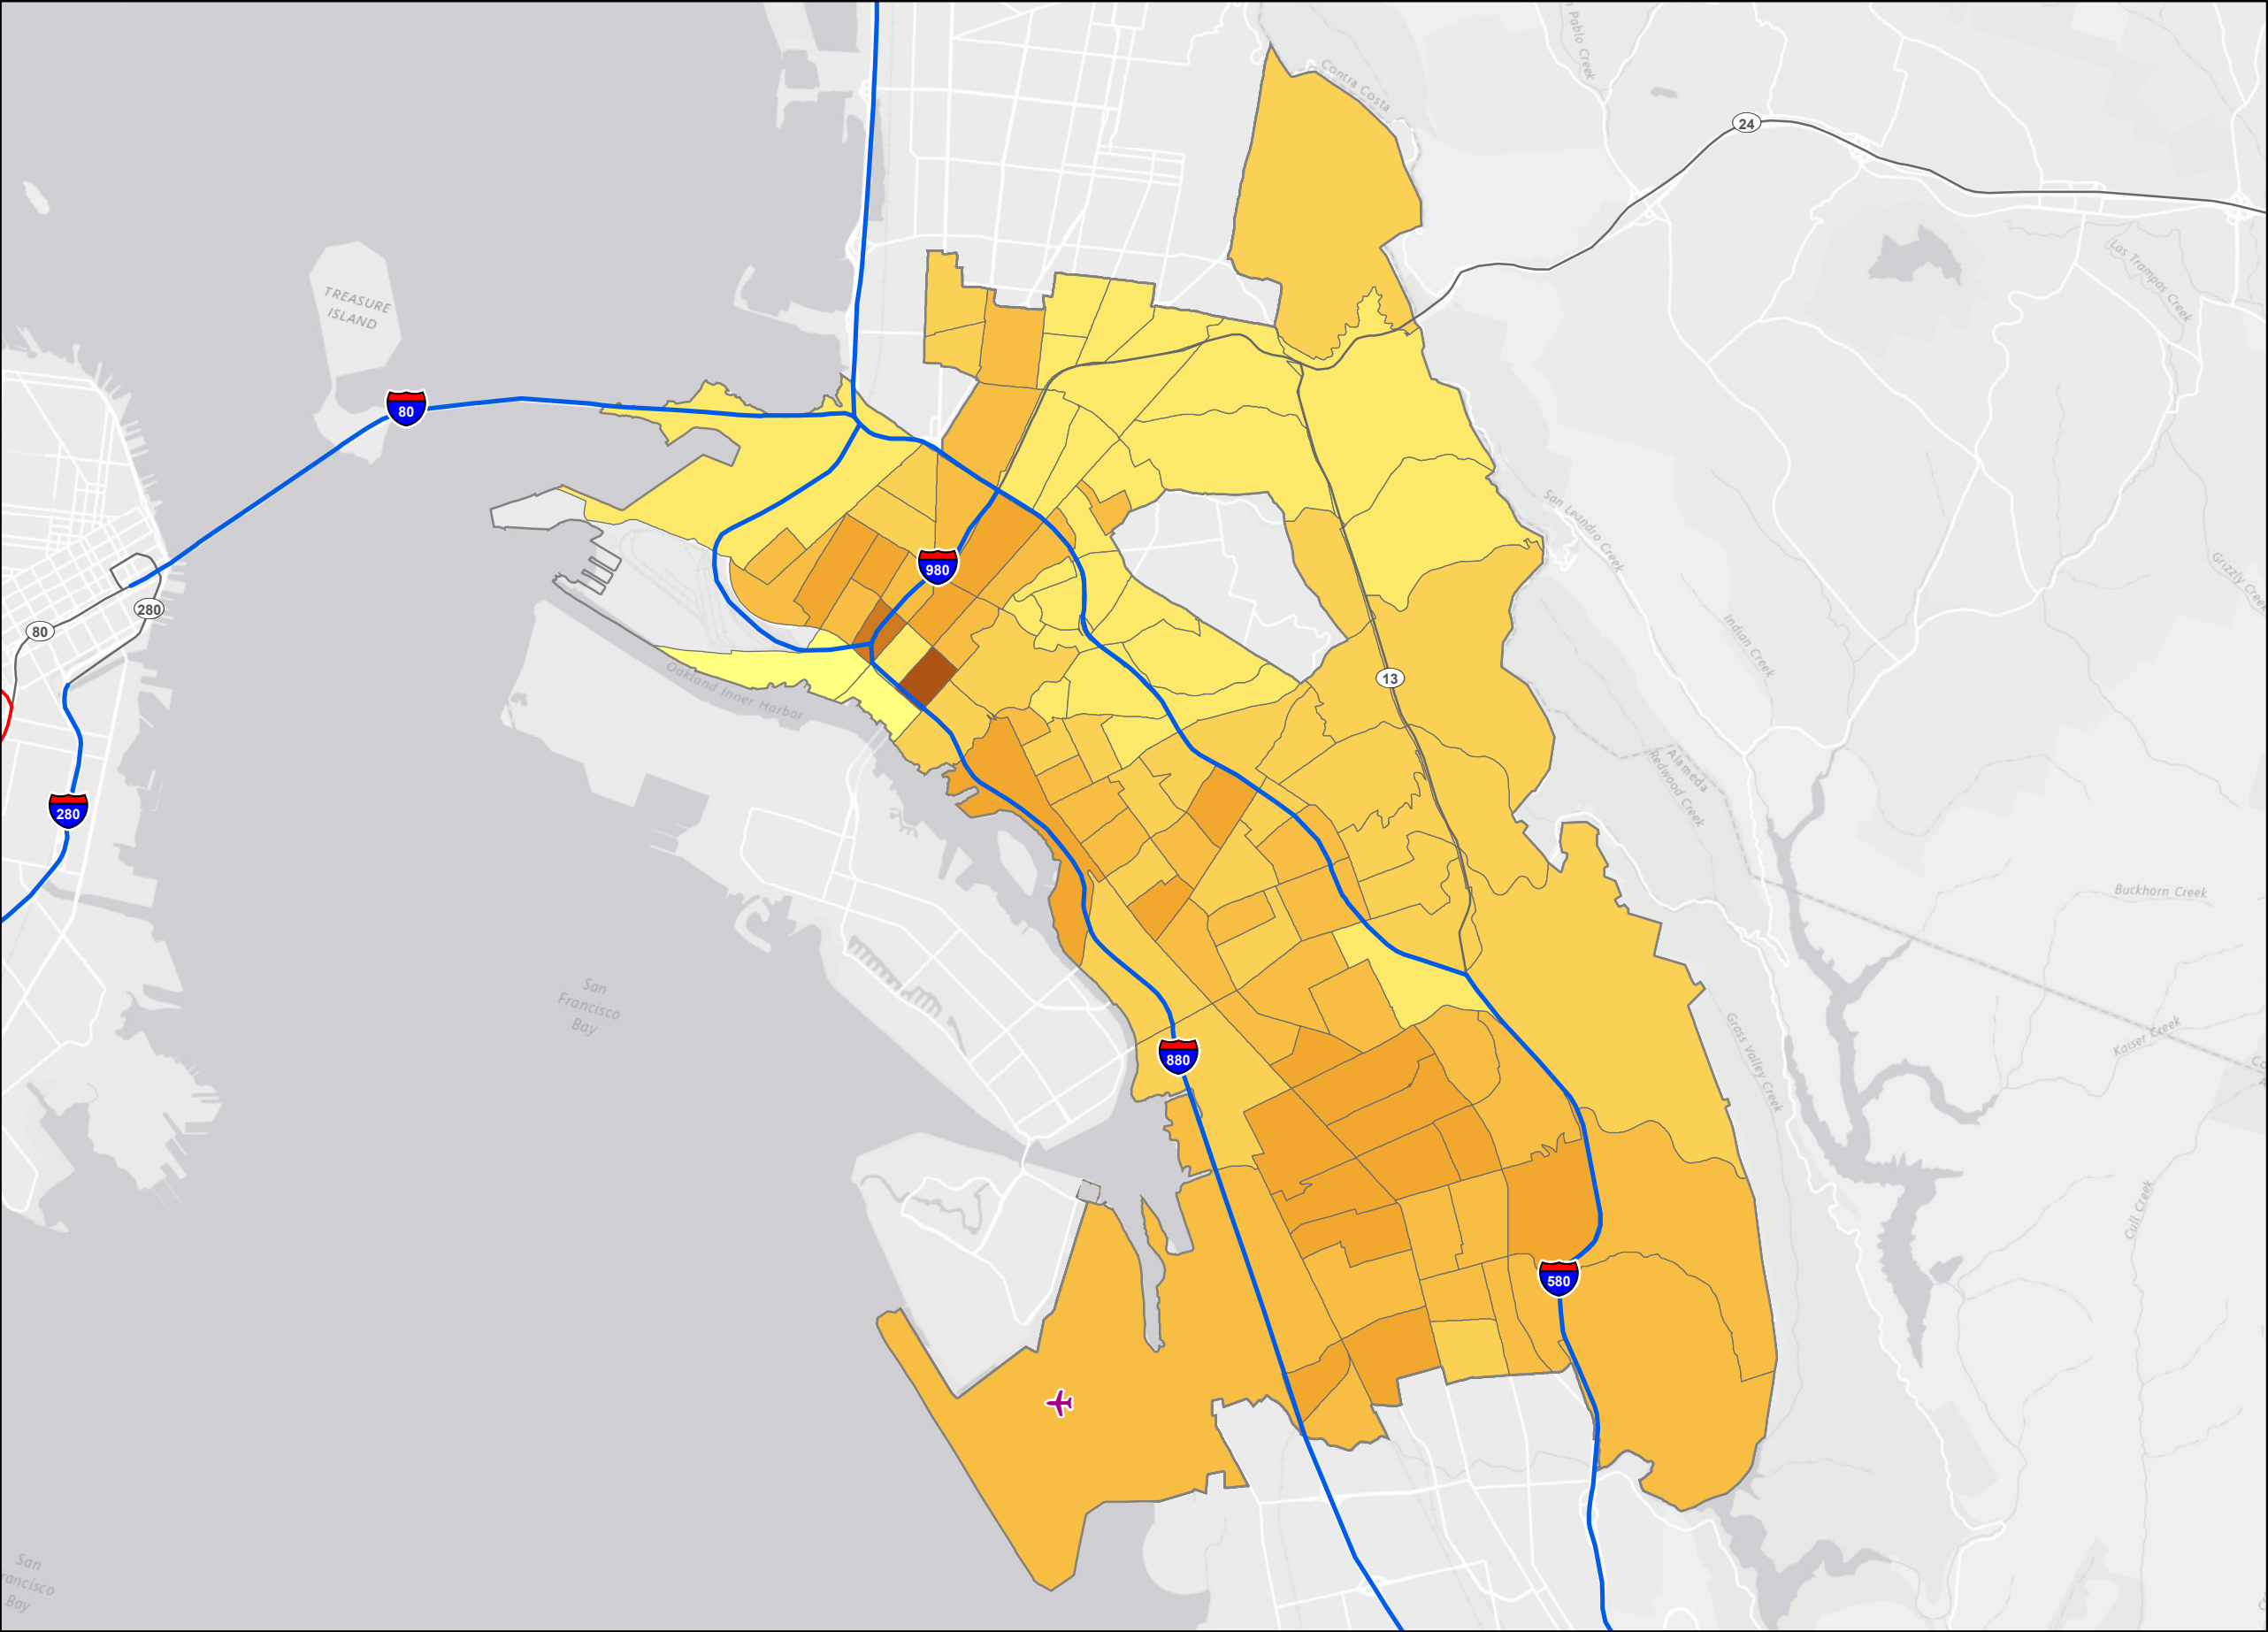 Pablo Creek
Contra Costa
24
Las Trampas
Creek
TREASURE
ISLAND
80
San Leandro Creek
Grizzly Creek
980
280
80
Indian Creek
Oakland Inner Harbor
13
Alameda
Redwood Creek
280
Buckhorn Creek
San
Francisco
Bay
Grass Valley Creek
Kaiser Creek
880
Cull Creek
580
San
Francisco
Bay